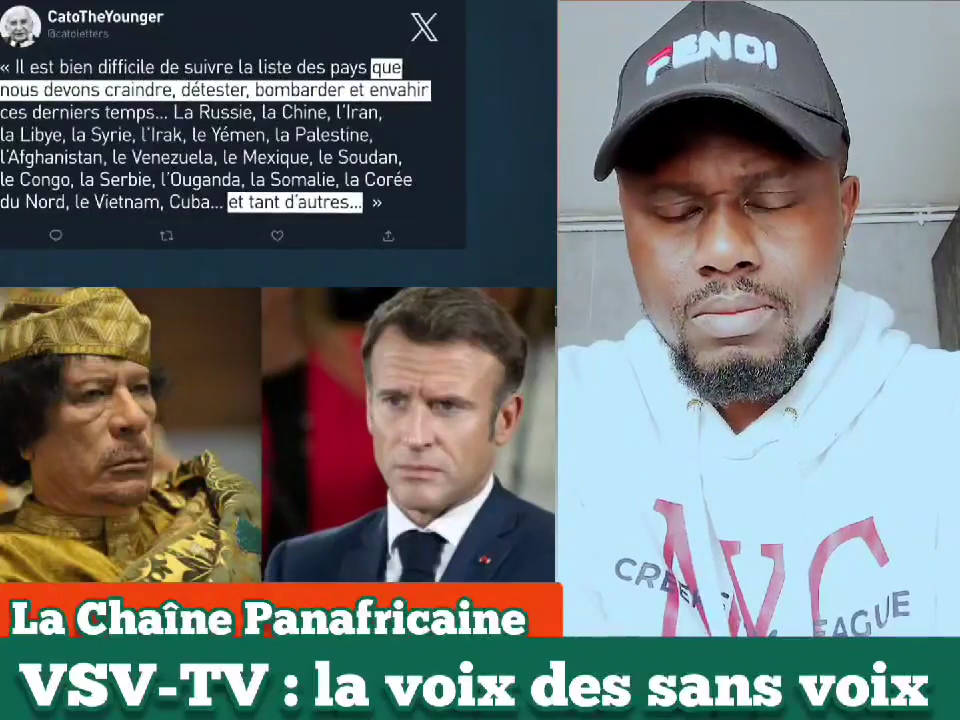 CatoTheYounger
@catoletters
X
« Il est bien difficile de suivre la liste des pays que
nous devons craindre, détester, bombarder et envahir
ces derniers temps... La Russie, la Chine, l'Iran,
la Libye, la Syrie, l'Irak, le Yémen, la Palestine,
l'Afghanistan, le Venezuela, le Mexique, le Soudan,
le Congo, la Serbie, l'Ouganda, la Somalie, la Corée
du Nord, le Vietnam, Cuba... et tant d'autres... »
FENDI
NYC
LEAGUE
La Chaîne Panafricaine
VSV-TV : la voix des sans voix